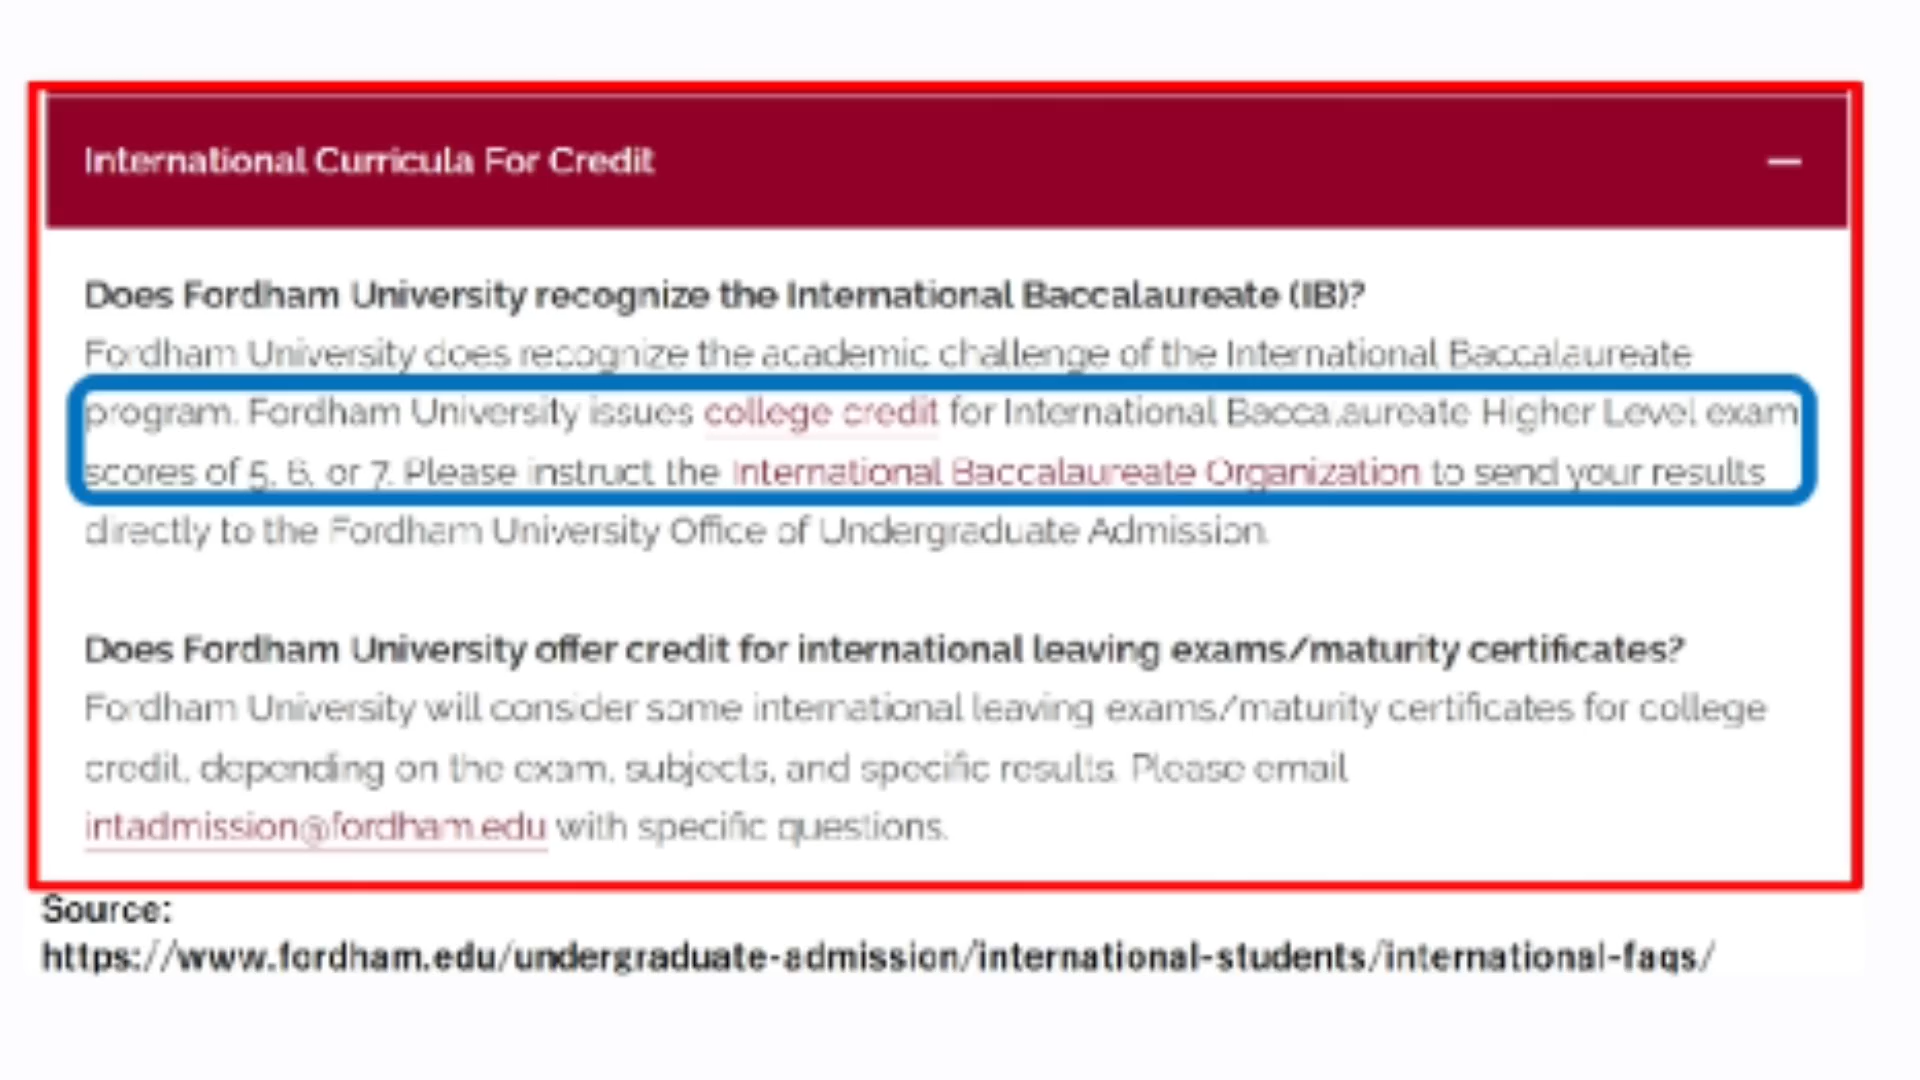 International Curricula For Credit
Does Fordham University recognize the International Baccalaureate (IB)?
Fordham University does recognize the academic challenge of the International Baccalaureate
program. Fordham University issues college credit for International Baccalaureate Higher Level exam
scores of 5, 6, or 7. Please instruct the International Baccalaureate Organization to send your results
directly to the Fordham University Office of Undergraduate Admission.
Does Fordham University offer credit for international leaving exams/maturity certificates?
Fordham University will consider some international leaving exams/maturity certificates for college
credit, depending on the exam, subjects, and specific results. Please email
intadmission@fordham.edu with specific questions.
Source:
https://www.fordham.edu/undergraduate-admission/international-students/international-faqs/